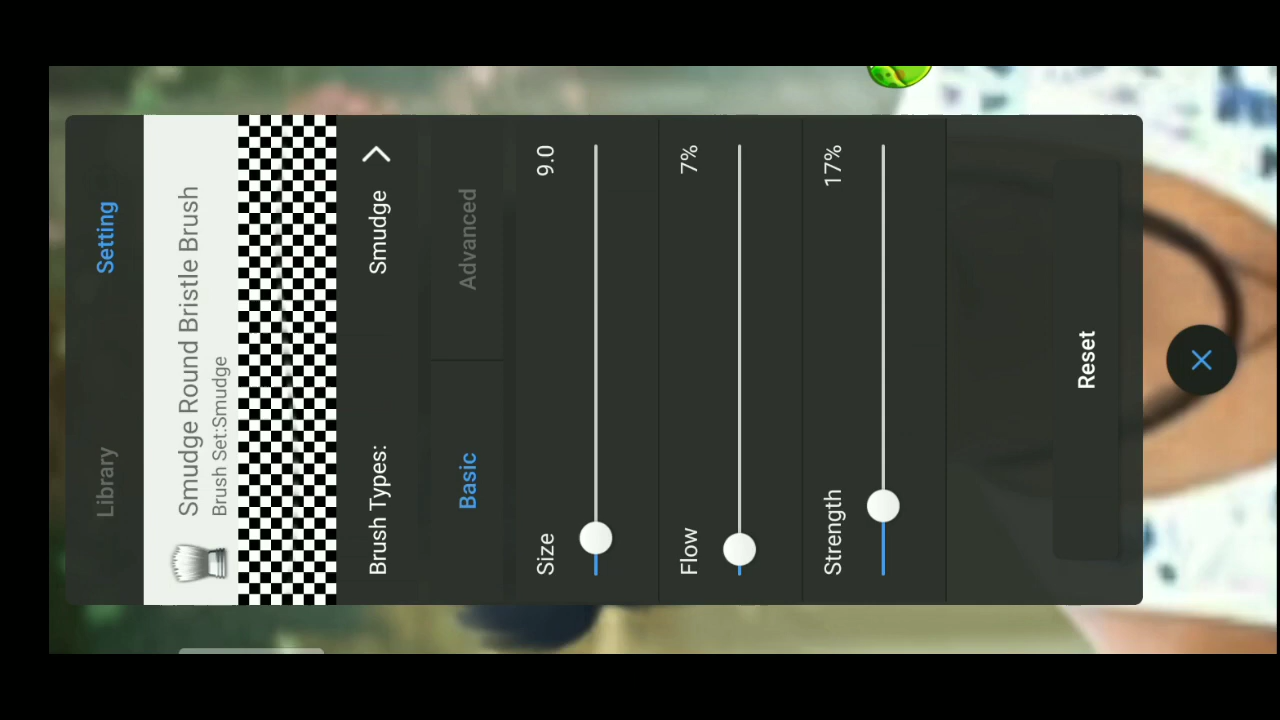 Library Setting
Smudge Round Bristle Brush
Brush Set:Smudge
Brush Types: Smudge
Basic Advanced
Size 9.0
Flow 7%
Strength 17%
Reset